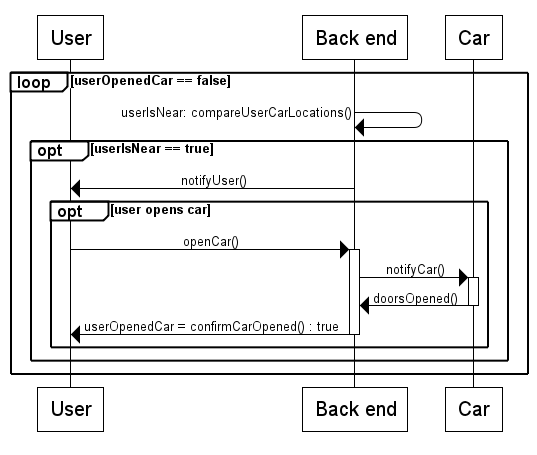 User Back end Car
loop [userOpenedCar == false]
userIsNear: compareUserCarLocations()
opt [userIsNear == true]
notifyUser()
opt [user opens car]
openCar()
notifyCar()
doorsOpened()
userOpenedCar = confirmCarOpened() : true
User Back end Car